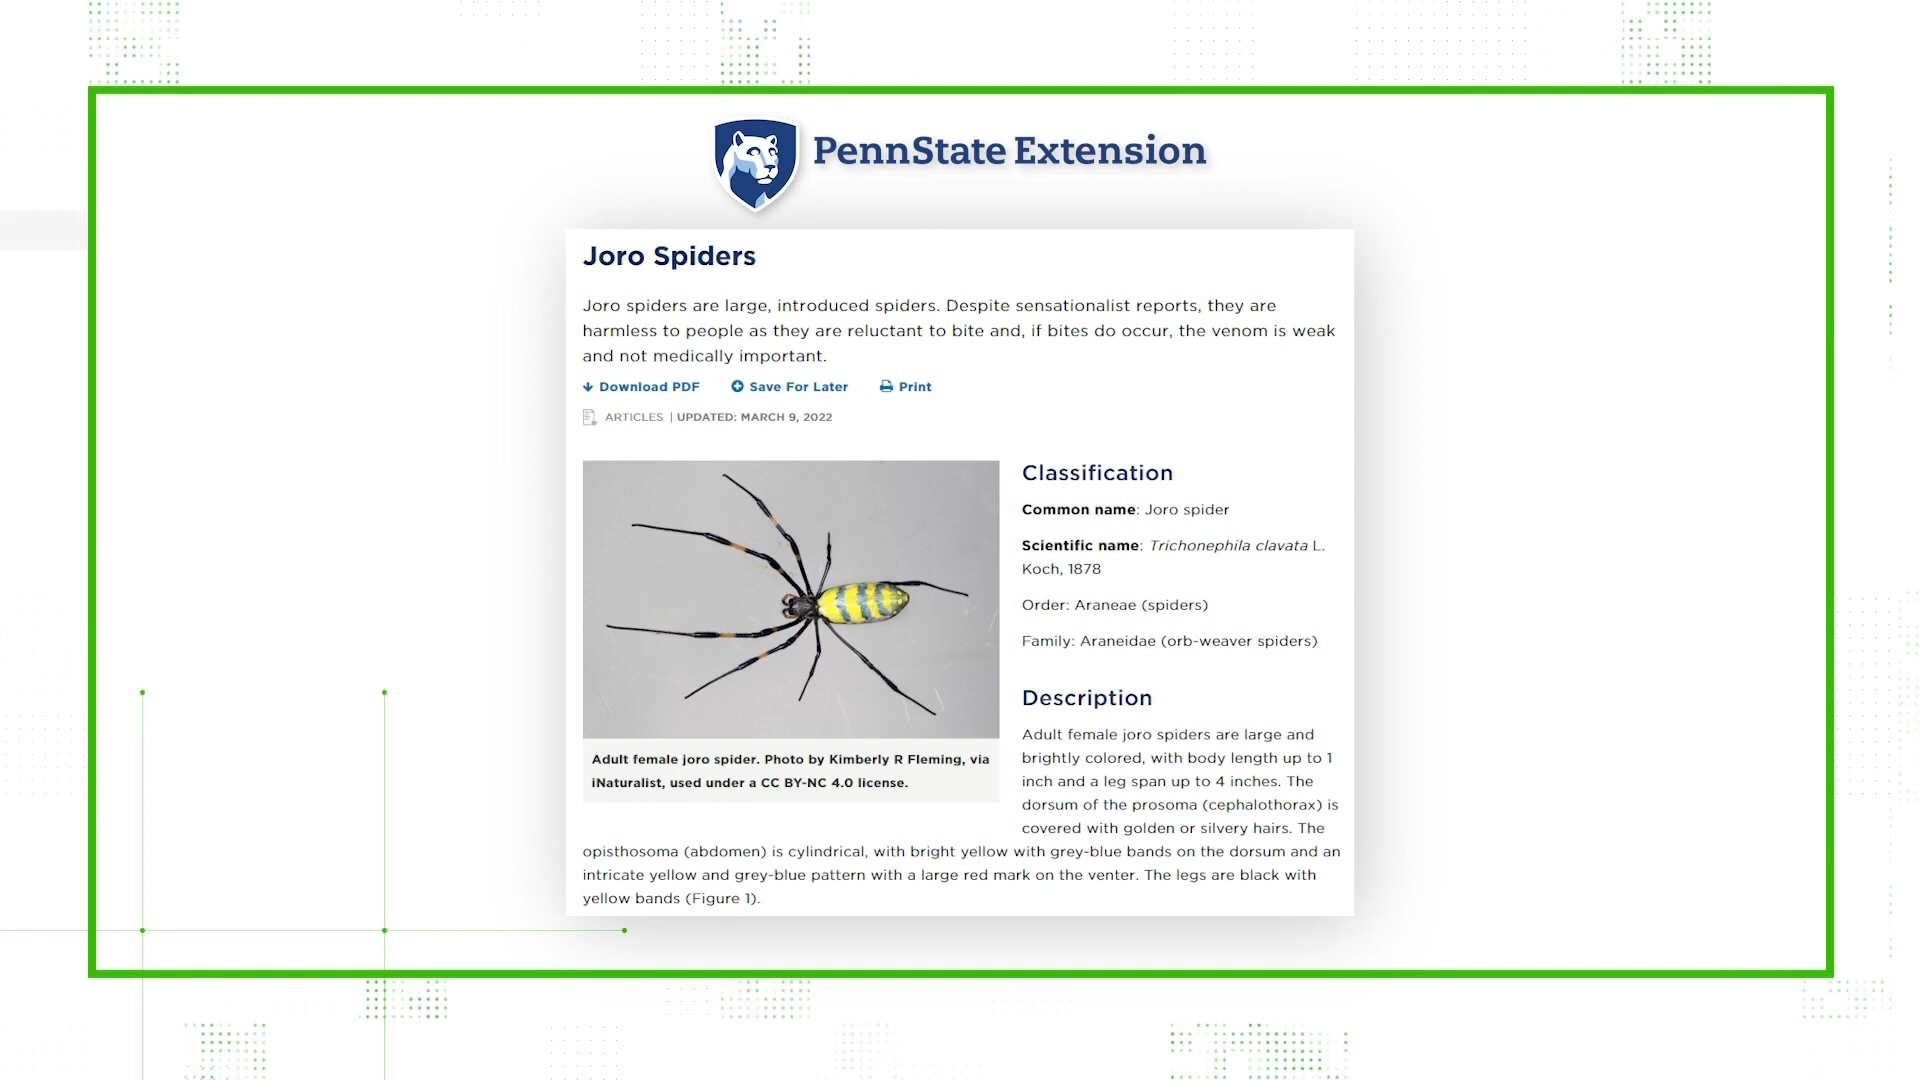 PennState Extension
Joro Spiders
Joro spiders are large, introduced spiders. Despite sensationalist reports, they are
harmless to people as they are reluctant to bite and, if bites do occur, the venom is weak
and not medically important.
Download PDF Save For Later Print
ARTICLES | UPDATED: MARCH 9, 2022
Adult female joro spider. Photo by Kimberly R Fleming, via
iNaturalist, used under a CC BY-NC 4.0 license.
Classification
Common name: Joro spider
Scientific name: Trichonephila clavata L.
Koch, 1878
Order: Araneae (spiders)
Family: Araneidae (orb-weaver spiders)
Description
Adult female joro spiders are large and
brightly colored, with body length up to 1
inch and a leg span up to 4 inches. The
dorsum of the prosoma (cephalothorax) is
covered with golden or silvery hairs. The
opisthosoma (abdomen) is cylindrical, with bright yellow with grey-blue bands on the dorsum and an
intricate yellow and grey-blue pattern with a large red mark on the venter. The legs are black with
yellow bands (Figure 1).